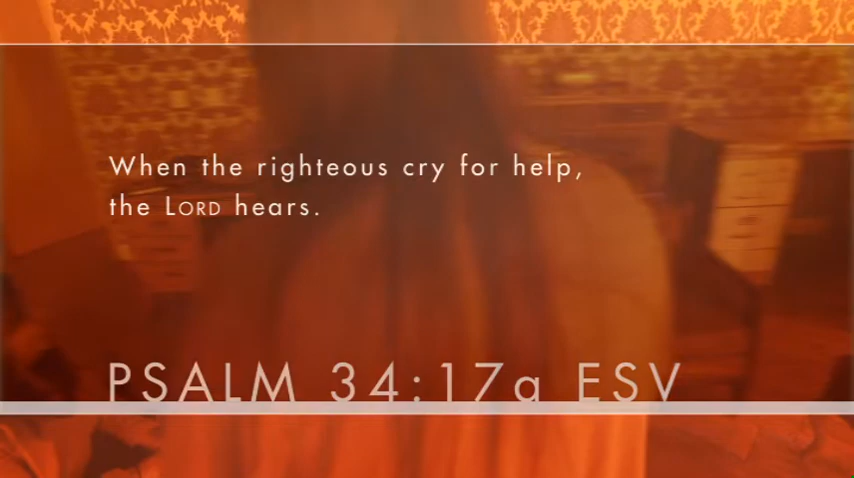 When the righteous cry for help,
the LORD hears.
PSALM 34:17a ESV